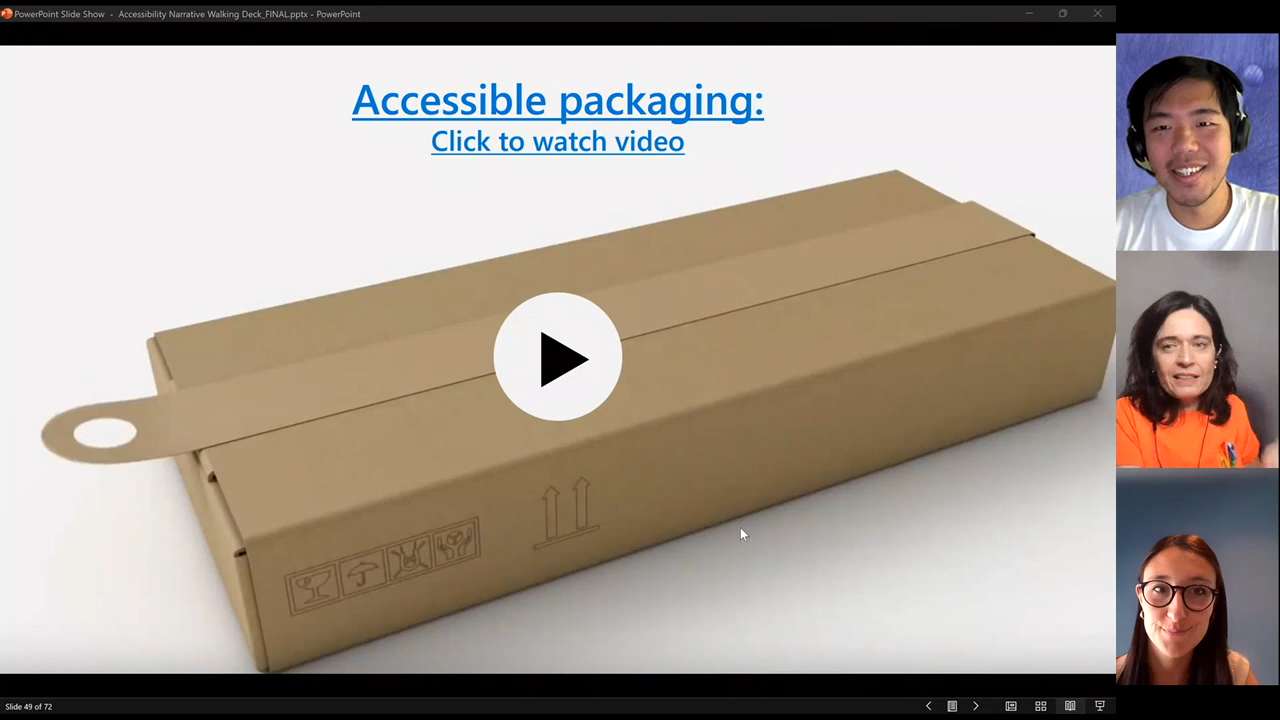 PowerPoint Slide Show - Accessibility Narrative Walking Deck_FINAL.pptx - PowerPoint
Accessible packaging:
Click to watch video
Slide 49 of 72